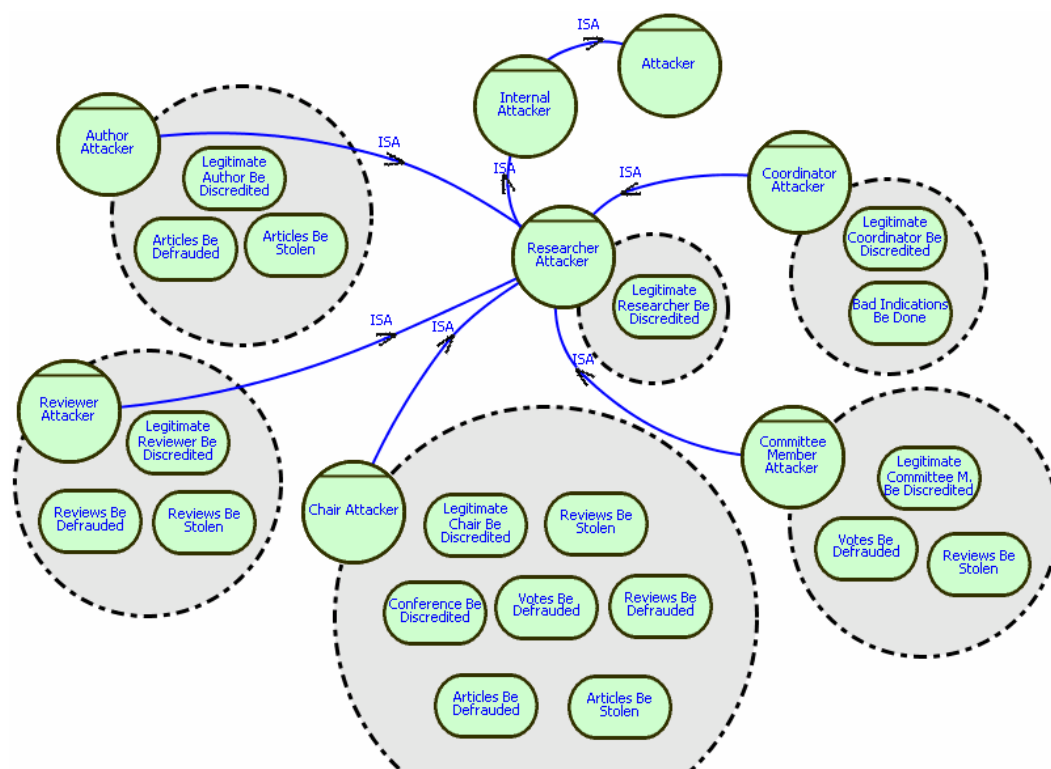 ISA
Attacker
Internal
Attacker
Author
Attacker
ISA
Legitimate
Author Be
Discredited
Articles Be
Defrauded
Articles Be
Stolen
ISA
ISA
Coordinator
Attacker
Legitimate
Coordinator Be
Discredited
Bad Indications
Be Done
Researcher
Attacker
Legitimate
Researcher Be
Discredited
ISA
ISA
ISA
Reviewer
Attacker
Legitimate
Reviewer Be
Discredited
Reviews Be
Defrauded
Reviews Be
Stolen
Chair Attacker
Legitimate
Chair Be
Discredited
Reviews Be
Stolen
Conference Be
Discredited
Votes Be
Defrauded
Reviews Be
Defrauded
Articles Be
Defrauded
Articles Be
Stolen
Committee
Member
Attacker
Legitimate
Committee M.
Be Discredited
Votes Be
Defrauded
Reviews Be
Stolen